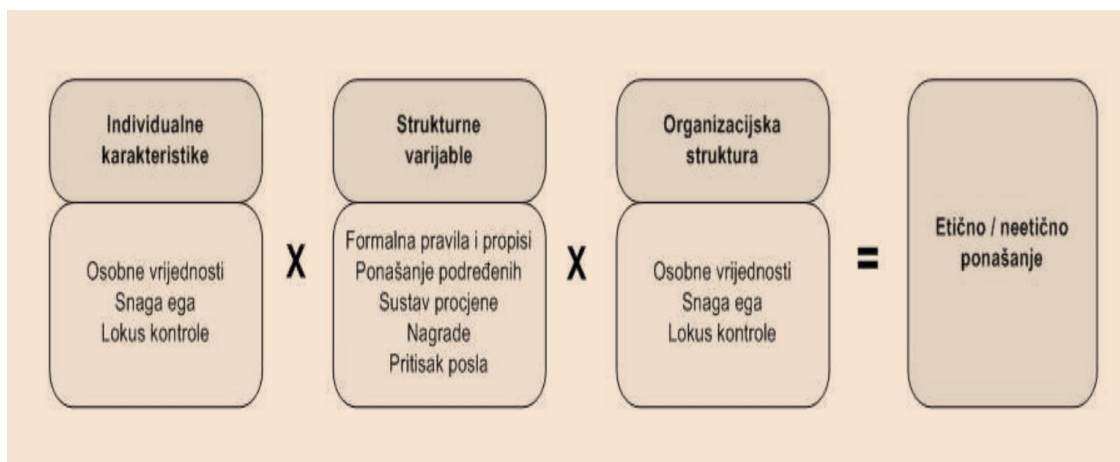 Individualne
karakteristike
Osobne vrijednosti
Snaga ega
Lokus kontrole
X
Strukturne
varijable
Formalna pravila i propisi
Ponašanje podređenih
Sustav procjene
Nagrade
Pritisak posla
X
Organizacijska
struktura
Osobne vrijednosti
Snaga ega
Lokus kontrole
=
Etično / neetično
ponašanje